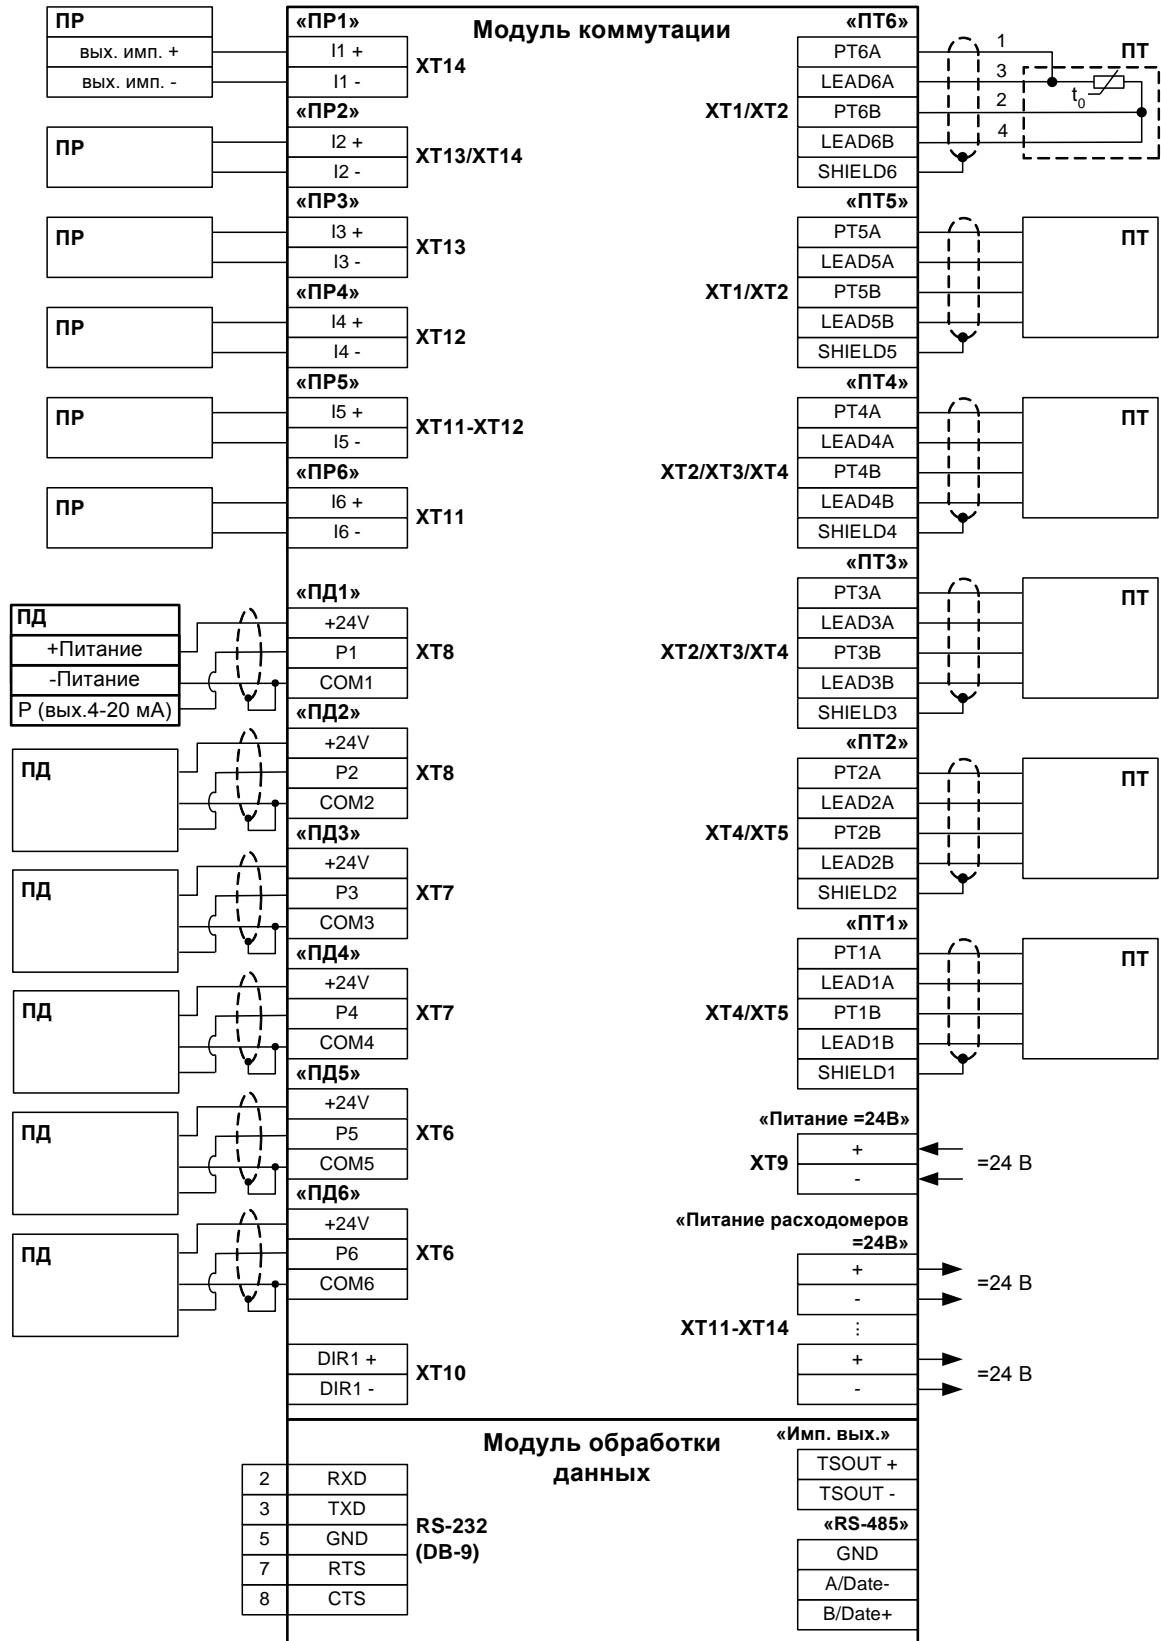 Модуль коммутации
ПР
вых. имп. +
вых. имп. -
«ПР1»
I1 +
I1 -
XT14
ПР
«ПР2»
I2 +
I2 -
XT13/XT14
ПР
«ПР3»
I3 +
I3 -
XT13
ПР
«ПР4»
I4 +
I4 -
XT12
ПР
«ПР5»
I5 +
I5 -
XT11-XT12
ПР
«ПР6»
I6 +
I6 -
XT11
ПД
+Питание
-Питание
P (вых.4-20 мА)
«ПД1»
+24V
P1
COM1
XT8
ПД
«ПД2»
+24V
P2
COM2
XT8
ПД
«ПД3»
+24V
P3
COM3
XT7
ПД
«ПД4»
+24V
P4
COM4
XT7
ПД
«ПД5»
+24V
P5
COM5
XT6
ПД
«ПД6»
+24V
P6
COM6
XT6
DIR1 +
DIR1 -
XT10
«ПТ6»
PT6A
LEAD6A
PT6B
LEAD6B
SHIELD6
XT1/XT2
1
3
2
4
ПТ
t0
«ПТ5»
PT5A
LEAD5A
PT5B
LEAD5B
SHIELD5
XT1/XT2
ПТ
«ПТ4»
PT4A
LEAD4A
PT4B
LEAD4B
SHIELD4
XT2/XT3/XT4
ПТ
«ПТ3»
PT3A
LEAD3A
PT3B
LEAD3B
SHIELD3
XT2/XT3/XT4
ПТ
«ПТ2»
PT2A
LEAD2A
PT2B
LEAD2B
SHIELD2
XT4/XT5
ПТ
«ПТ1»
PT1A
LEAD1A
PT1B
LEAD1B
SHIELD1
XT4/XT5
ПТ
«Питание =24В»
+
-
XT9
=24 В
«Питание расходомеров
=24В»
+
-
=24 В
XT11-XT14
⋮
+
-
=24 В
Модуль обработки
данных
2 RXD
3 TXD
5 GND
7 RTS
8 CTS
RS-232
(DB-9)
«Имп. вых.»
TSOUT +
TSOUT -
«RS-485»
GND
A/Date-
B/Date+